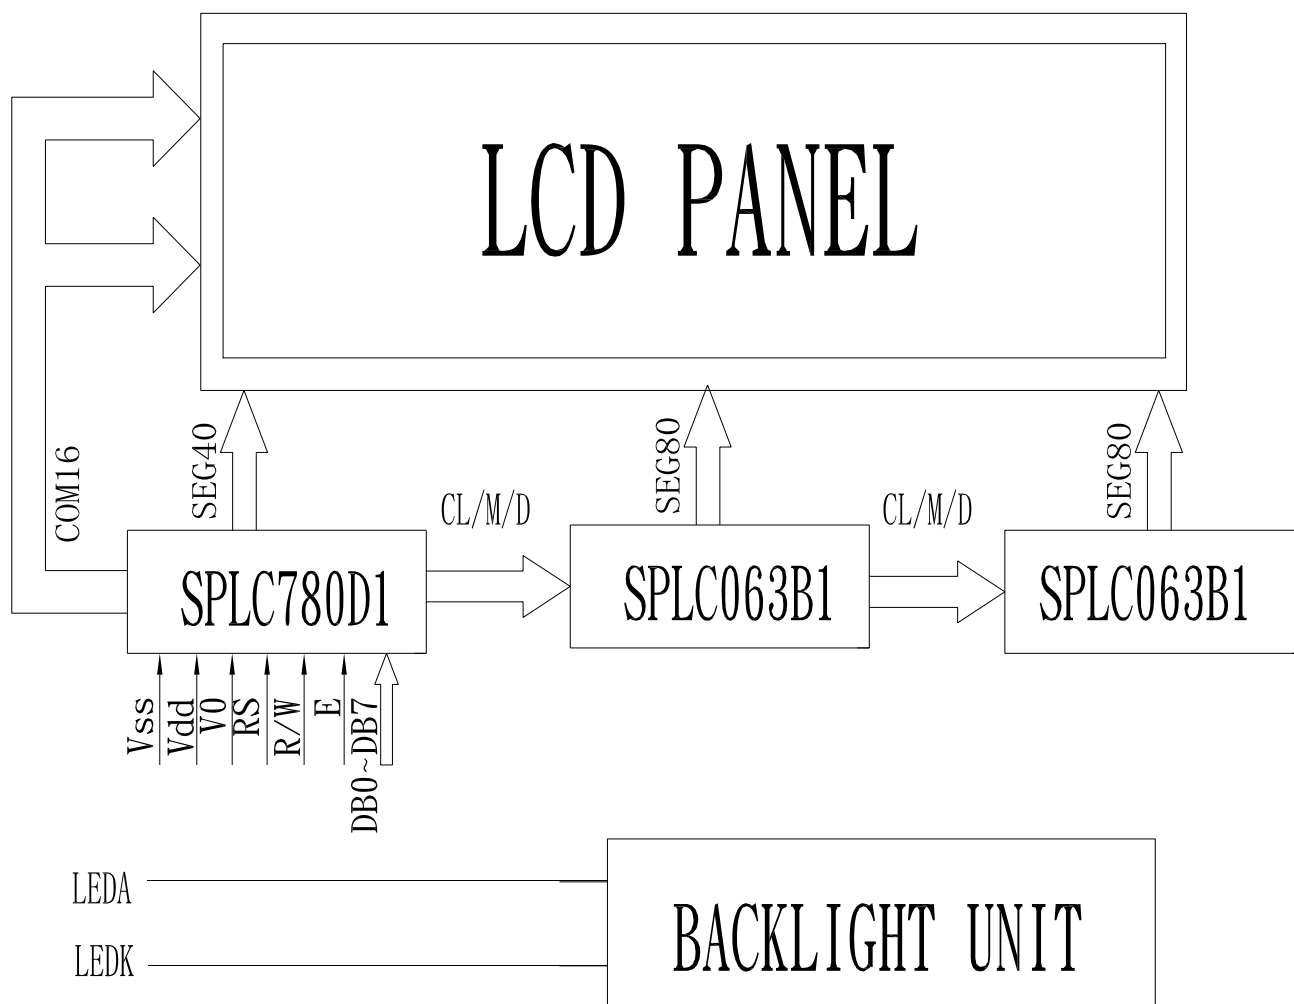 LCD PANEL
COM16
SEG40
SEG80
SEG80
CL/M/D
CL/M/D
SPLC780D1
SPLC063B1
SPLC063B1
Vss
Vdd
V0
RS
R/W
E
DB0~DB7
LEDA
LEDK
BACKLIGHT UNIT